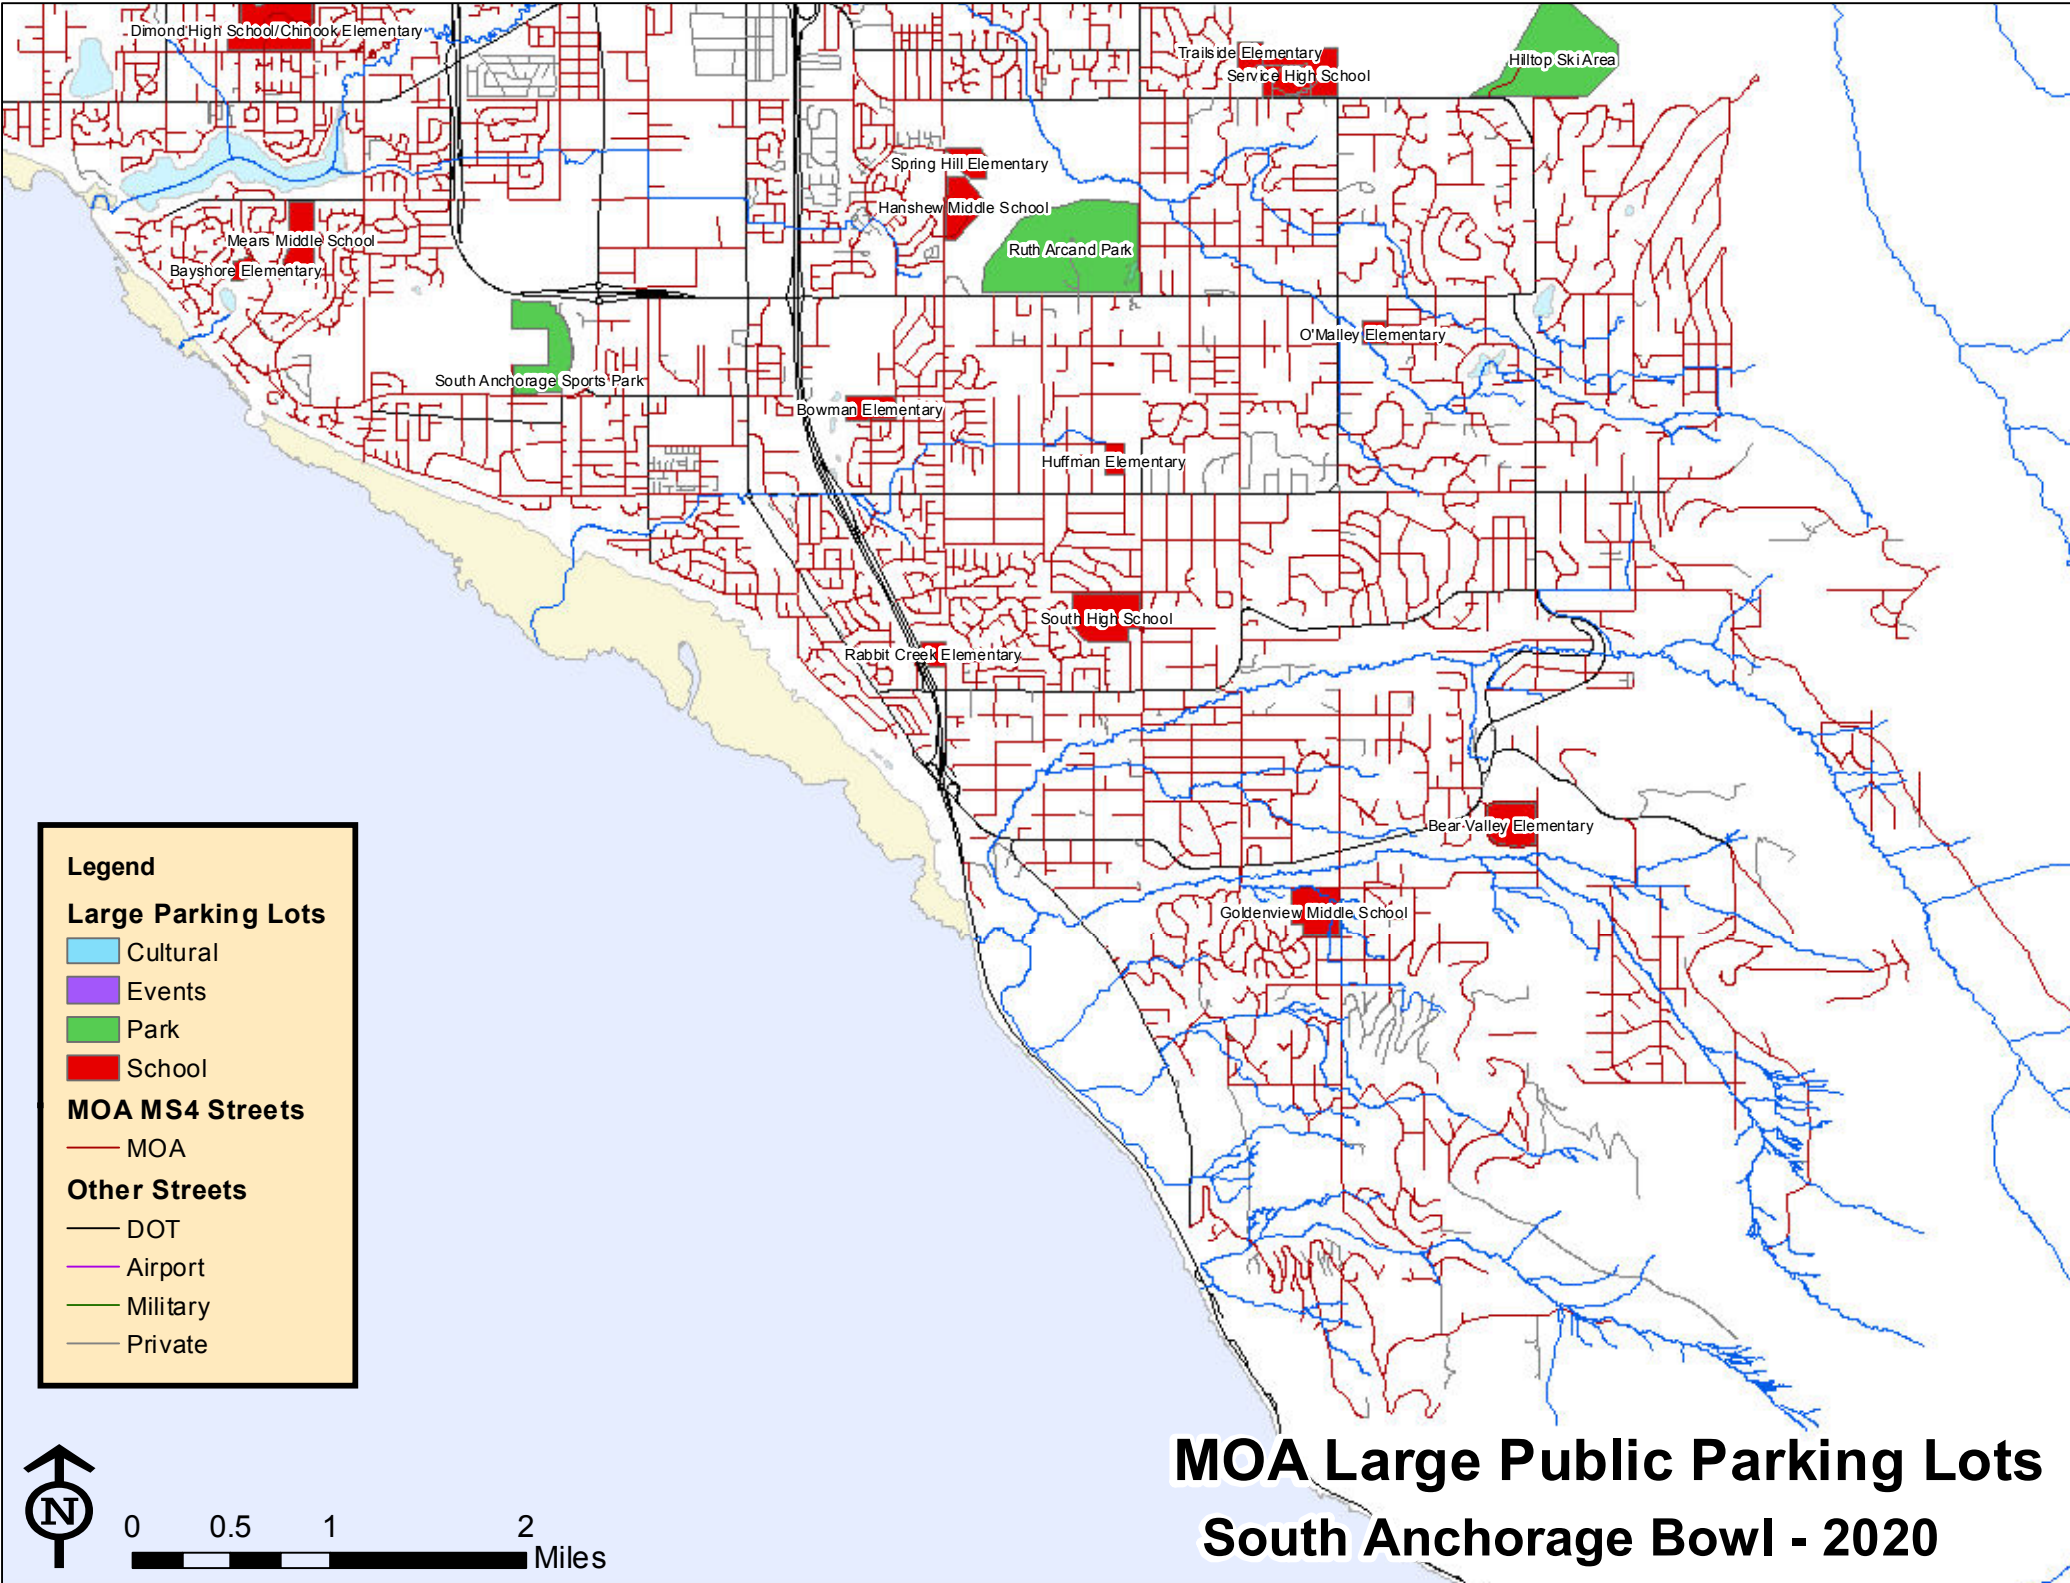 Dimond High School/Chinook Elementary
Trailside Elementary
Service High School
Hilltop Ski Area
Spring Hill Elementary
Hanshew Middle School
Mears Middle School
Bayshore Elementary
Ruth Arcand Park
O'Malley Elementary
South Anchorage Sports Park
Bowman Elementary
Huffman Elementary
South High School
Rabbit Creek Elementary
Bear Valley Elementary
Goldenview Middle School
Legend
Large Parking Lots
Cultural
Events
Park
School
MOA MS4 Streets
MOA
Other Streets
DOT
Airport
Military
Private
N
0 0.5 1 2
Miles
MOA Large Public Parking Lots
South Anchorage Bowl - 2020